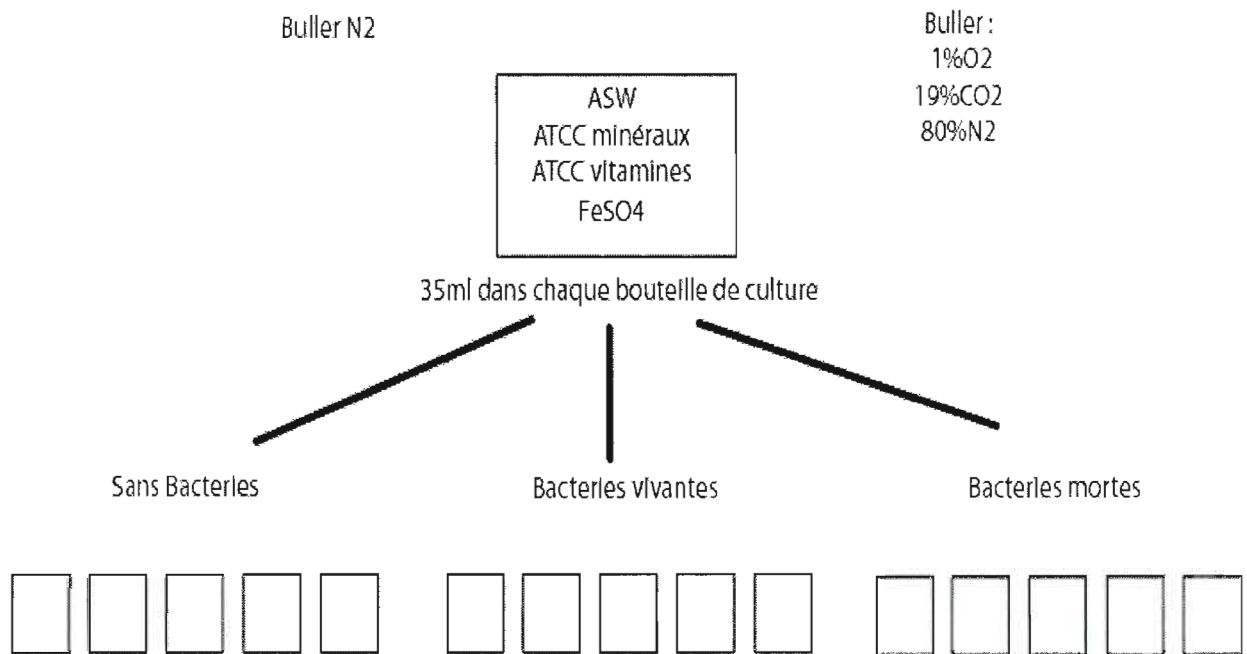 Buller N2
Buller :
1%O2
19%CO2
80%N2
ASW
ATCC minéraux
ATCC vitamines
FeSO4
35ml dans chaque bouteille de culture
Sans Bacteries
Bacteries vivantes
Bacteries mortes